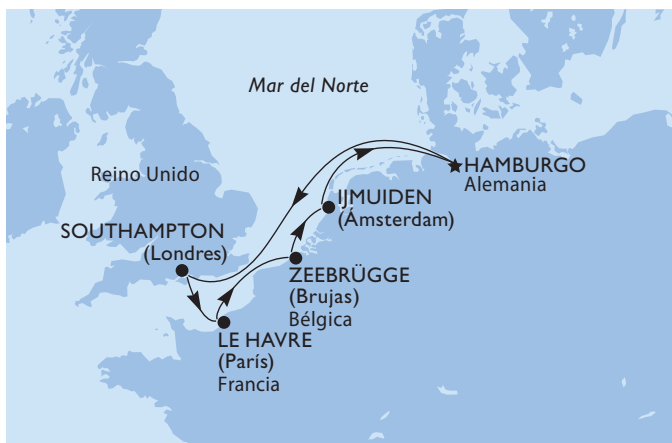 Mar del Norte
HAMBURGO
Alemania
Reino Unido
IJMUIDEN
(Ámsterdam)
SOUTHAMPTON
(Londres)
ZEEBRÜGGE
(Brujas)
Bélgica
LE HAVRE
(París)
Francia